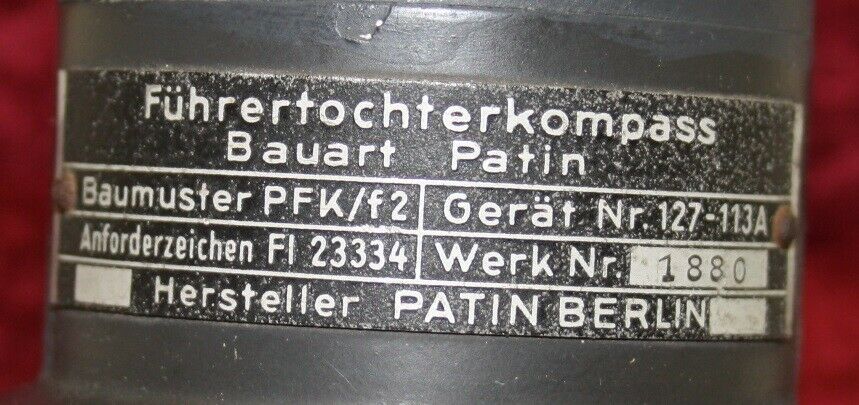 Führertochterkompass
Bauart Patin
Baumuster PFK/f2 Gerät Nr. 127-113A
Anforderzeichen Fl 23334 Werk Nr. 1880
Hersteller PATIN BERLIN